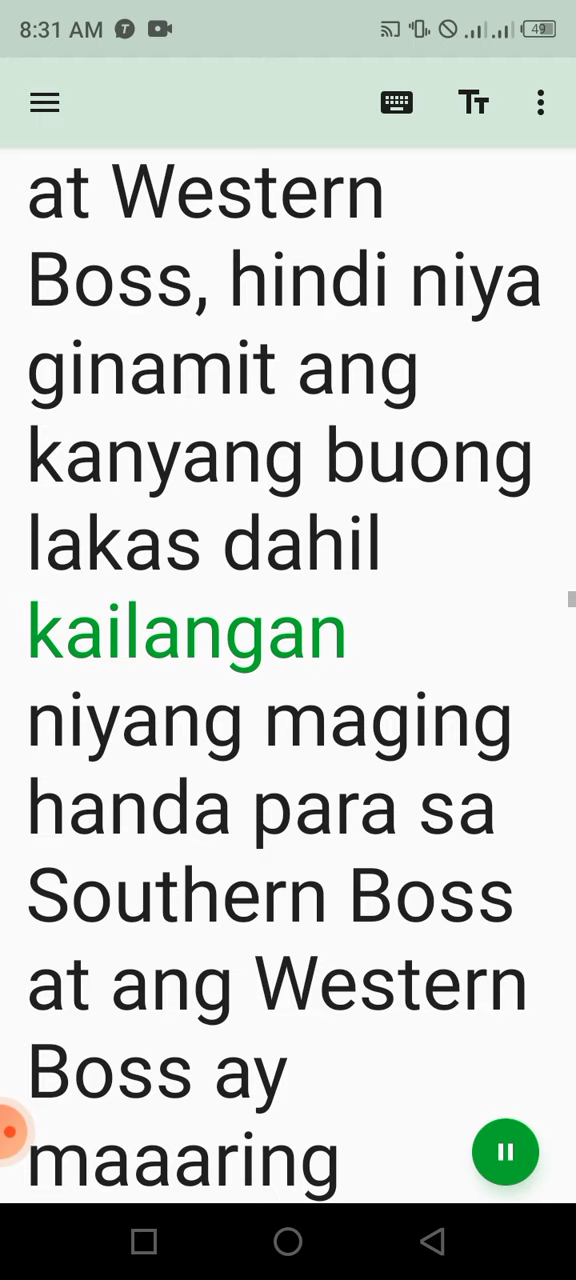 8:31 AM
49
at Western
Boss, hindi niya
ginamit ang
kanyang buong
lakas dahil
kailangan
niyang maging
handa para sa
Southern Boss
at ang Western
Boss ay
maaaring